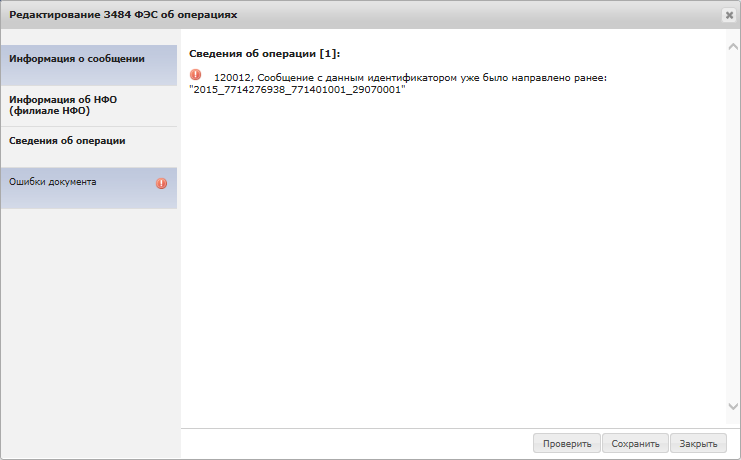 Редактирование 3484 ФЭС об операциях
Информация о сообщении
Информация об НФО
(филиале НФО)
Сведения об операции
Ошибки документа
Сведения об операции [1]:
120012, Сообщение с данным идентификатором уже было направлено ранее:
"2015_7714276938_771401001_29070001"
Проверить
Сохранить
Закрыть